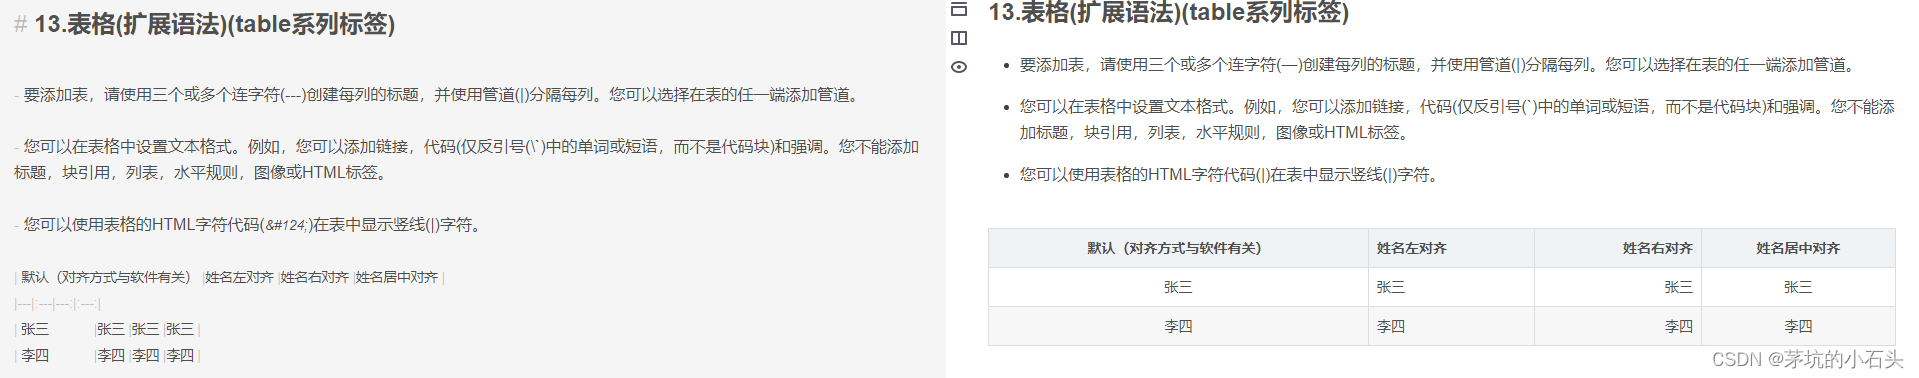 # 13.表格(扩展语法)(table系列标签)
- 要添加表，请使用三个或多个连字符(---)创建每列的标题，并使用管道(|)分隔每列。您可以选择在表的任一端添加管道。
- 您可以在表格中设置文本格式。例如，您可以添加链接，代码(仅反引号(\`)中的单词或短语，而不是代码块)和强调。您不能添加
标题，块引用，列表，水平规则，图像或HTML标签。
- 您可以使用表格的HTML字符代码(&#124;)在表中显示竖线(|)字符。
| 默认（对齐方式与软件有关） |姓名左对齐 |姓名右对齐 |姓名居中对齐 |
|---|:---|---:|:---:|
| 张三 |张三 |张三 |张三 |
| 李四 |李四 |李四 |李四 |
13.表格(扩展语法)(table系列标签)
• 要添加表，请使用三个或多个连字符(—)创建每列的标题，并使用管道(|)分隔每列。您可以选择在表的任一端添加管道。
• 您可以在表格中设置文本格式。例如，您可以添加链接，代码(仅反引号(`)中的单词或短语，而不是代码块)和强调。您不能添
加标题，块引用，列表，水平规则，图像或HTML标签。
• 您可以使用表格的HTML字符代码(|)在表中显示竖线(|)字符。
默认（对齐方式与软件有关） 姓名左对齐 姓名右对齐 姓名居中对齐
张三 张三 张三 张三
李四 李四 李四 李四
CSDN @茅坑的小石头